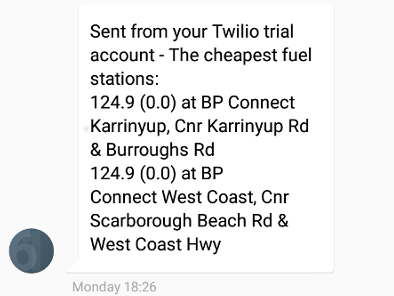 Sent from your Twilio trial
account - The cheapest fuel
stations:
124.9 (0.0) at BP Connect
Karrinyup, Cnr Karrinyup Rd
& Burroughs Rd
124.9 (0.0) at BP
Connect West Coast, Cnr
Scarborough Beach Rd &
West Coast Hwy
6
Monday 18:26